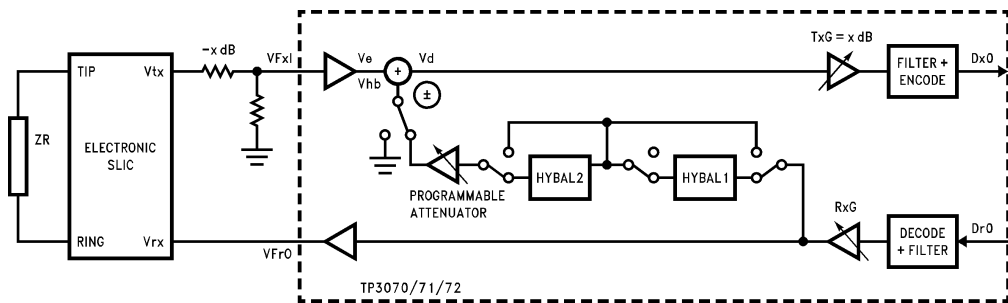 TxG = x dB
-x dB
VFxI
Ve
Vd
Vhb
+
±
FILTER +
ENCODE
Dx0
TIP
Vtx
ZR
ELECTRONIC
SLIC
HYBAL2
HYBAL1
PROGRAMMABLE
ATTENUATOR
RxG
RING
Vrx
VFr0
DECODE
+ FILTER
Dr0
TP3070/71/72